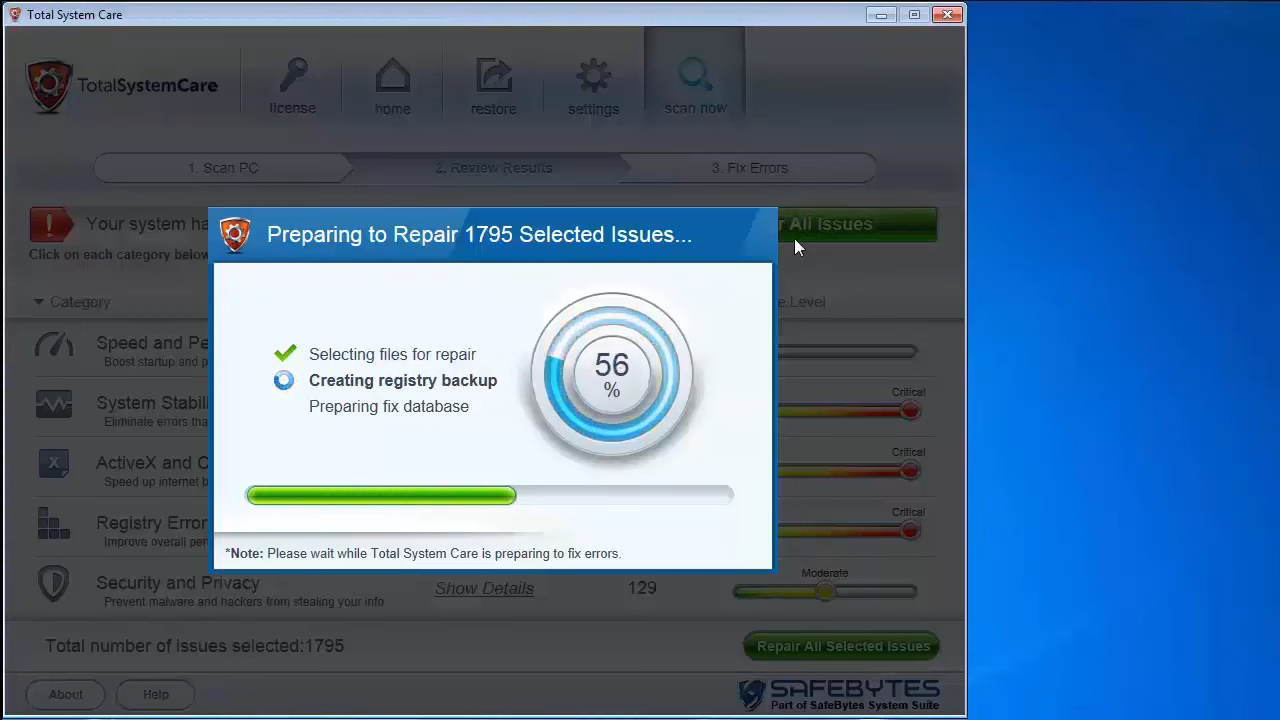 Total System Care
TotalSystemCare
license
home
restore
settings
scan now
1. Scan PC
2. Review Results
3. Fix Errors
Your system ha
r All Issues
Click on each category below
Preparing to Repair 1795 Selected Issues...
Category
Level
Speed and Pe
Boost startup and p
Selecting files for repair
Creating registry backup
Preparing fix database
56
%
System Stabili
Eliminate errors tha
Critical
X
ActiveX and C
Speed up internet b
Critical
Registry Error
Improve overall per
Critical
*Note: Please wait while Total System Care is preparing to fix errors.
Security and Privacy
Prevent malware and hackers from stealing your info
Show Details
129
Moderate
Total number of issues selected:1795
Repair All Selected Issues
About
Help
SAFEBYTES
Part of SafeBytes System Suite